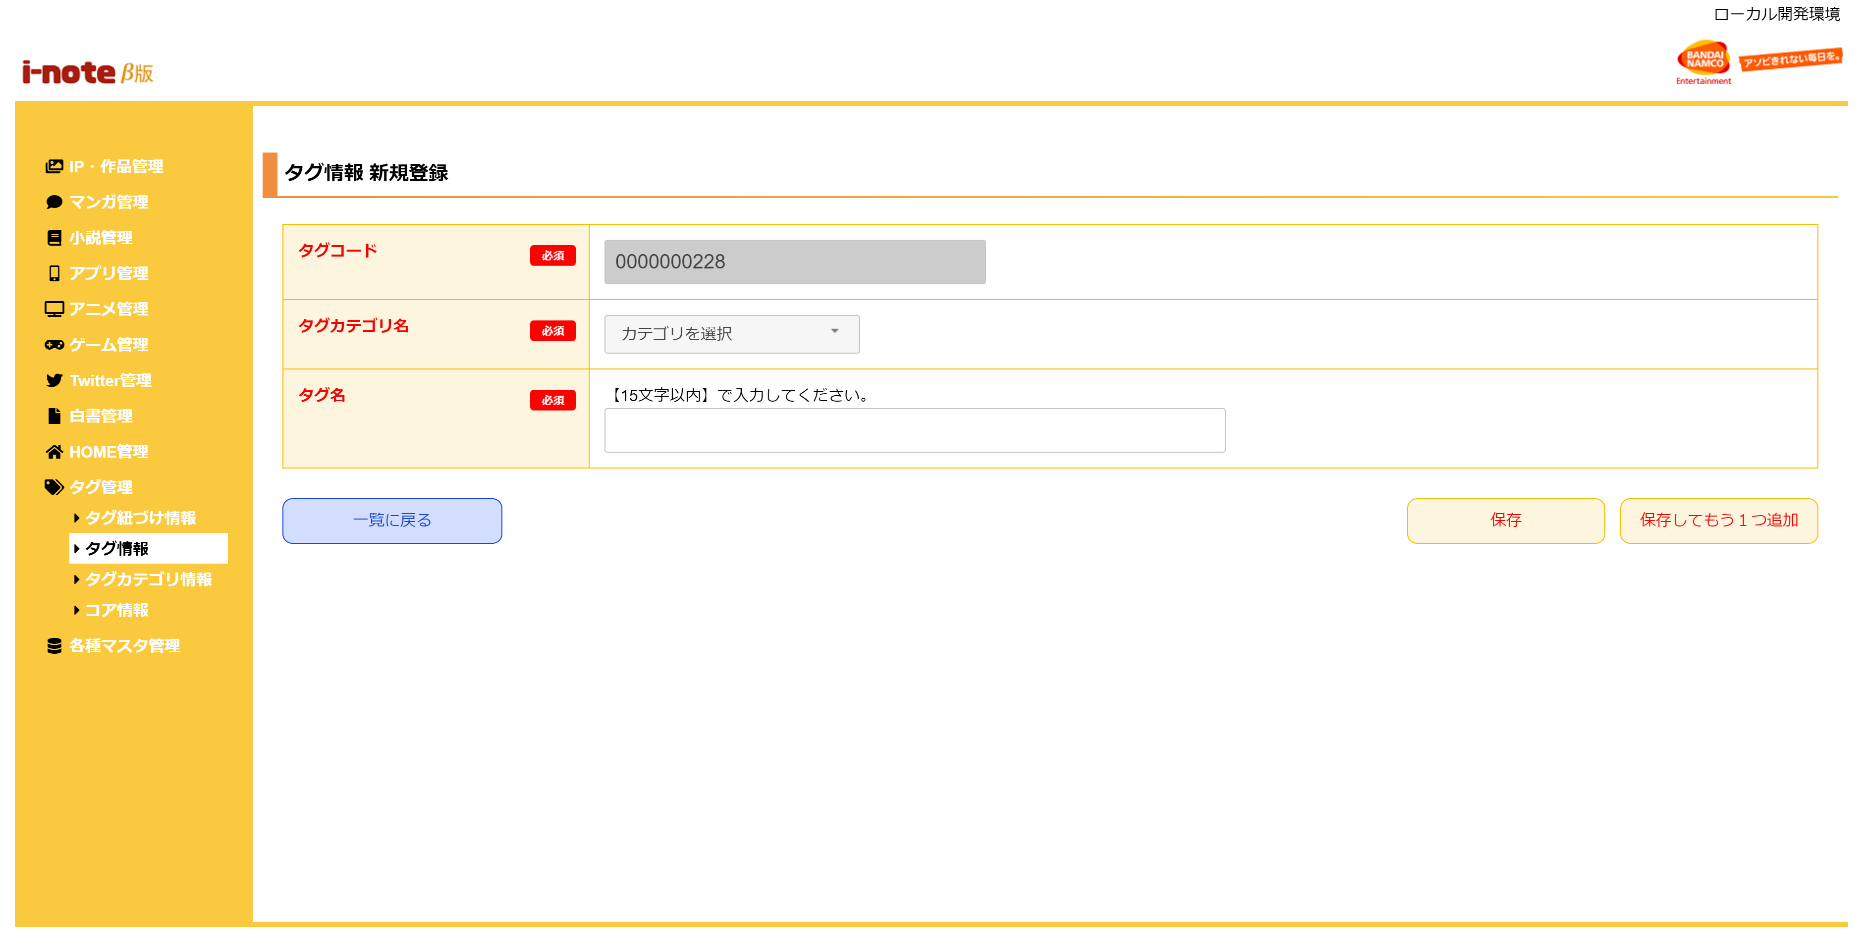 ローカル開発環境
i-note β版
BANDAI
NAMCO
Entertainment
アソビきれない毎日を。
IP・作品管理
マンガ管理
小説管理
アプリ管理
アニメ管理
ゲーム管理
Twitter管理
白書管理
HOME管理
タグ管理
タグ紐づけ情報
タグ情報
タグカテゴリ情報
コア情報
各種マスタ管理
タグ情報 新規登録
タグコード 必須
0000000228
タグカテゴリ名 必須
カテゴリを選択
タグ名 必須
【15文字以内】で入力してください。
一覧に戻る
保存
保存してもう１つ追加